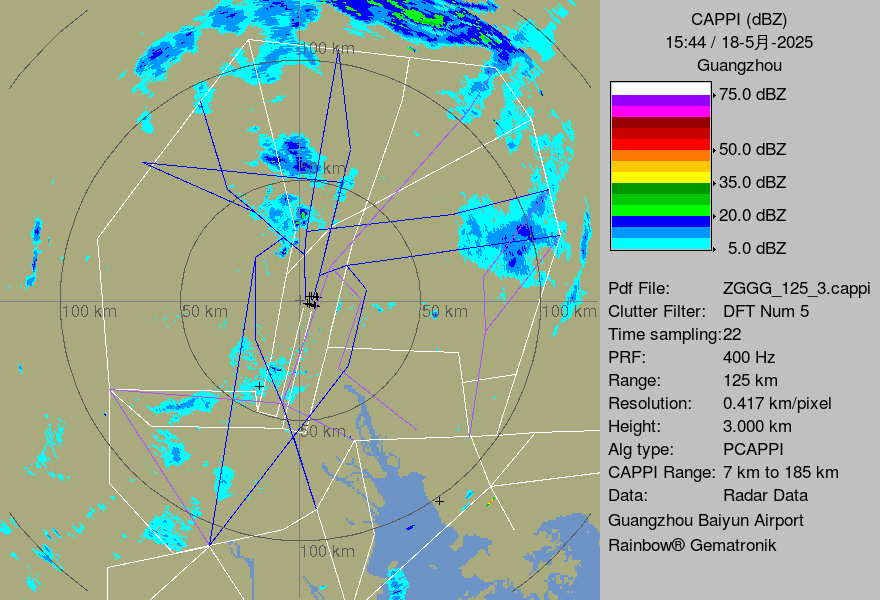 CAPPI (dBZ)
15:44 / 18-5月-2025
Guangzhou
75.0 dBZ
50.0 dBZ
35.0 dBZ
20.0 dBZ
5.0 dBZ
Pdf File: ZGGG_125_3.cappi
Clutter Filter: DFT Num 5
Time sampling:22
PRF: 400 Hz
Range: 125 km
Resolution: 0.417 km/pixel
Height: 3.000 km
Alg type: PCAPPI
CAPPI Range: 7 km to 185 km
Data: Radar Data
Guangzhou Baiyun Airport
Rainbow® Gematronik
100 km
50 km
100 km
50 km
50 km
100 km
50 km
100 km